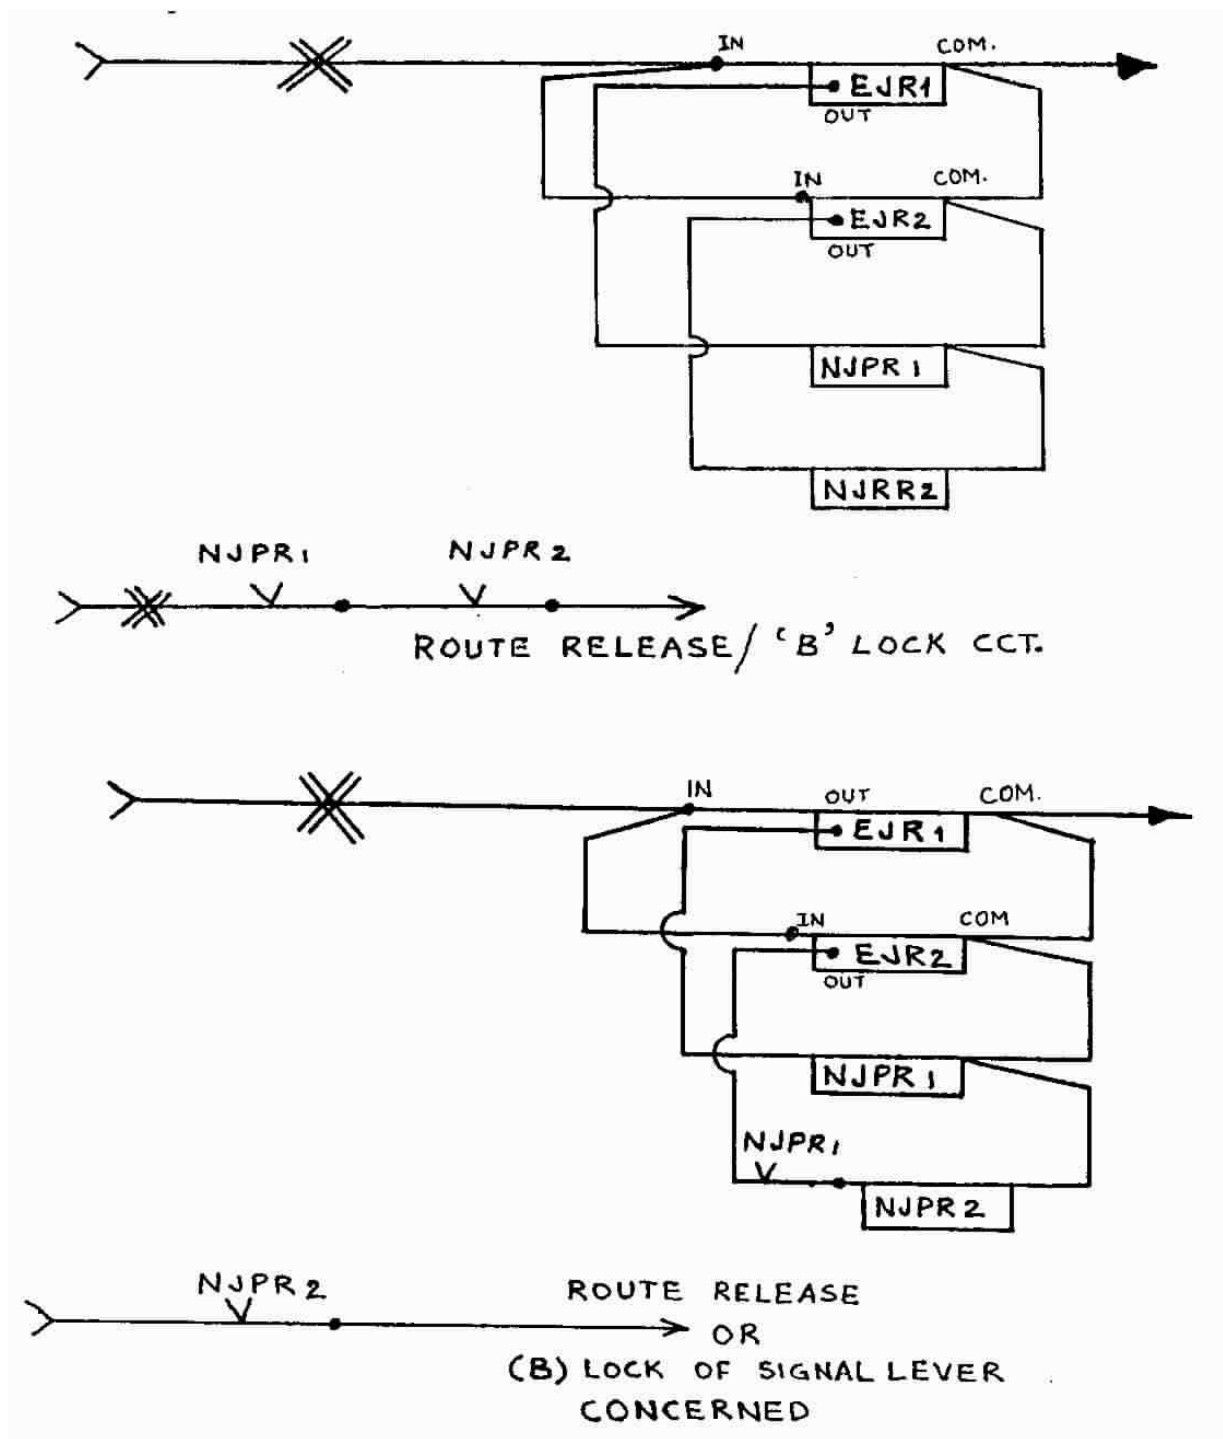 IN COM.
EJR1
OUT
IN COM.
EJR2
OUT
NJPR1
NJRR2
NJPR1 NJPR2
ROUTE RELEASE/ 'B' LOCK CCT.
IN OUT COM.
EJR1
IN COM
EJR2
OUT
NJPR1
NJPR1
NJPR2
NJPR2 ROUTE RELEASE
OR
(B) LOCK OF SIGNAL LEVER
CONCERNED